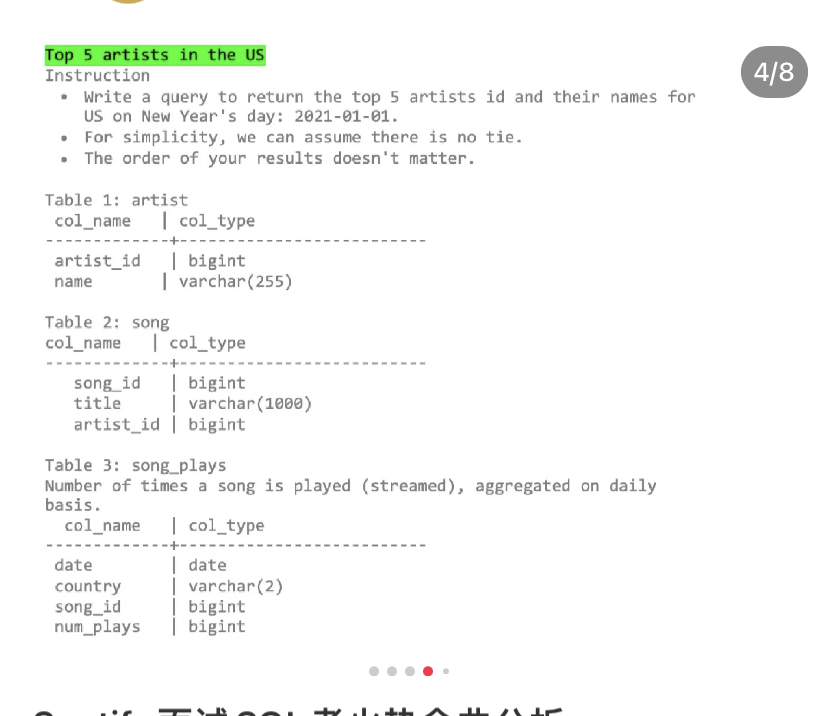 Top 5 artists in the US
4/8
Instruction
• Write a query to return the top 5 artists id and their names for
US on New Year's day: 2021-01-01.
• For simplicity, we can assume there is no tie.
• The order of your results doesn't matter.
Table 1: artist
col_name | col_type
-------------+--------------------------
artist_id | bigint
name | varchar(255)
Table 2: song
col_name | col_type
-------------+--------------------------
song_id | bigint
title | varchar(1000)
artist_id | bigint
Table 3: song_plays
Number of times a song is played (streamed), aggregated on daily
basis.
col_name | col_type
-------------+--------------------------
date | date
country | varchar(2)
song_id | bigint
num_plays | bigint